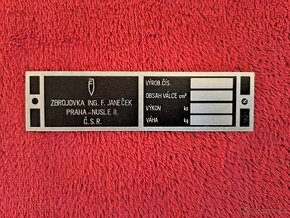 ZBROJOVKA ING. F. JANEČEK
PRAHA-NUSLE II.
Č.S.R.
VÝROB. ČÍS.
OBSAH VÁLCE cm³
VÝKON ks
VÁHA kg